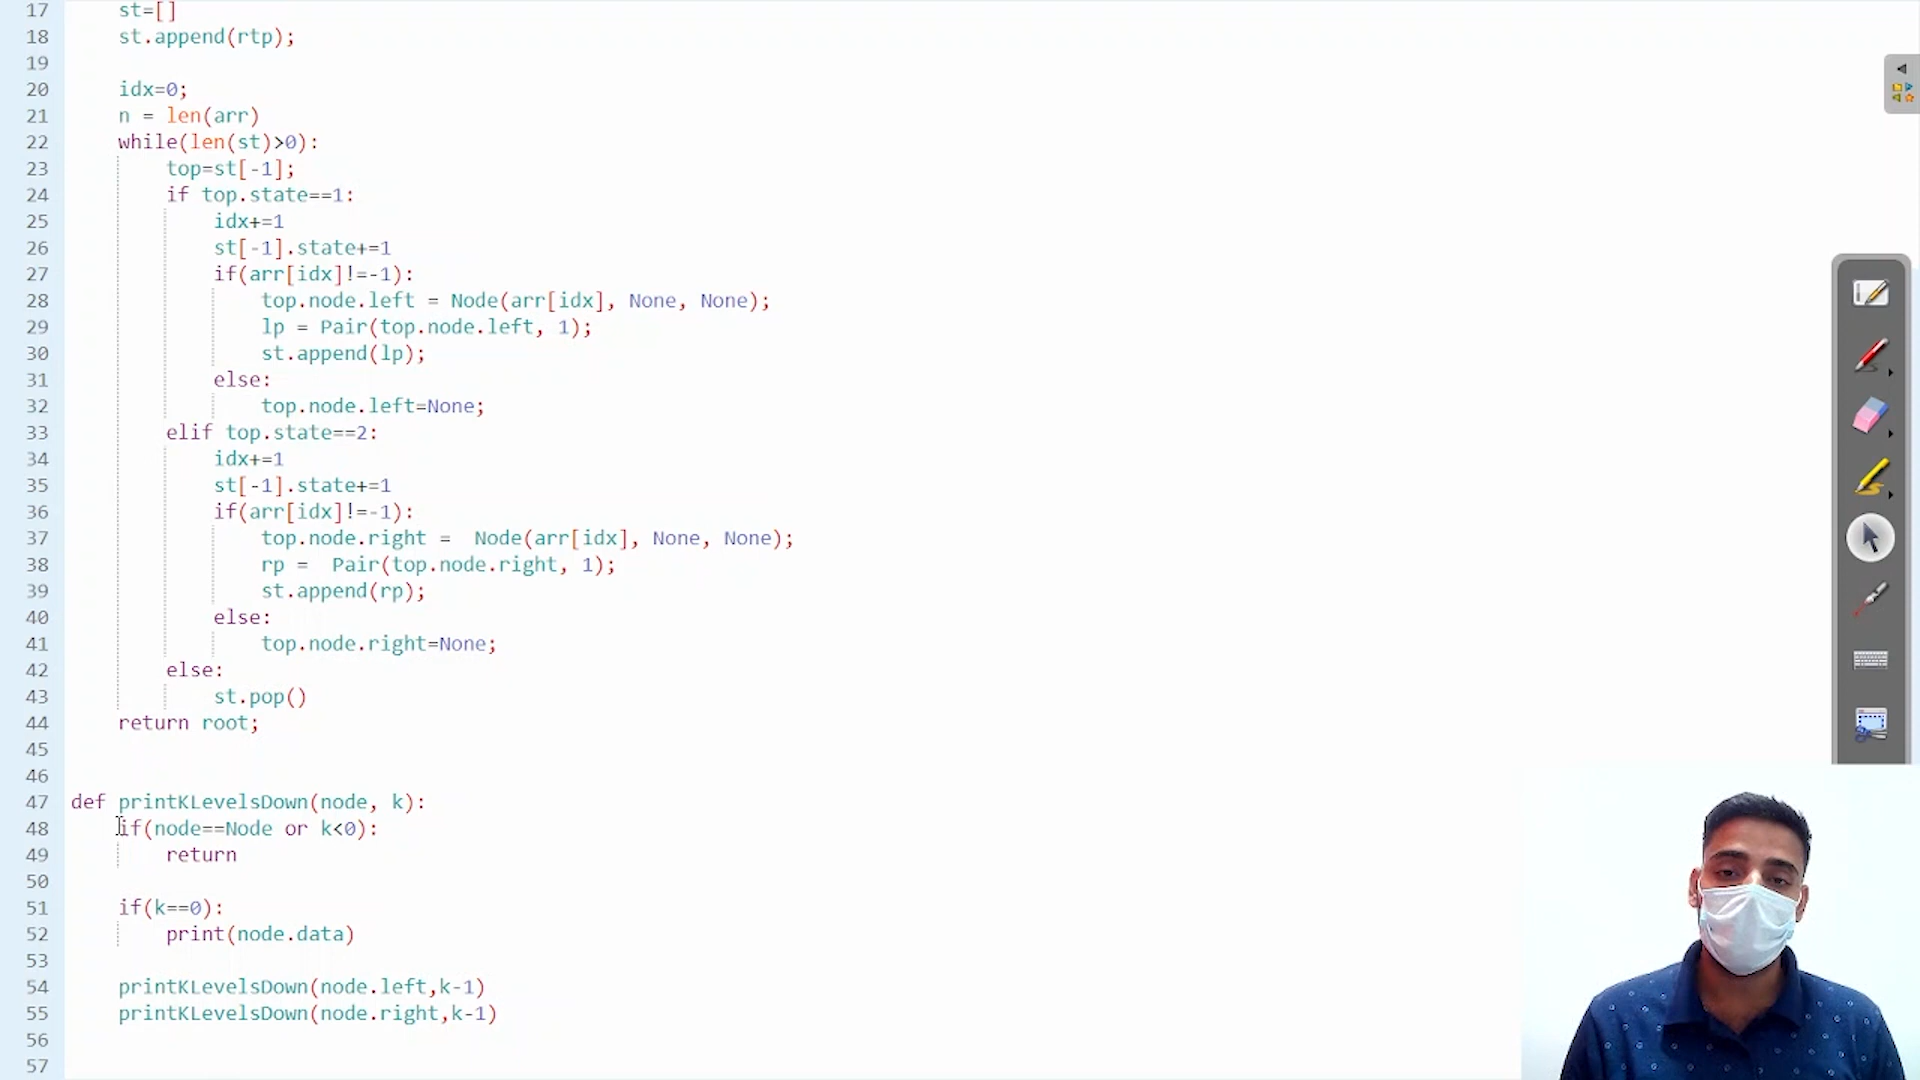 17 st=[]
18 st.append(rtp);
19
20 idx=0;
21 n = len(arr)
22 while(len(st)>0):
23 top=st[-1];
24 if top.state==1:
25 idx+=1
26 st[-1].state+=1
27 if(arr[idx]!=-1):
28 top.node.left = Node(arr[idx], None, None);
29 lp = Pair(top.node.left, 1);
30 st.append(lp);
31 else:
32 top.node.left=None;
33 elif top.state==2:
34 idx+=1
35 st[-1].state+=1
36 if(arr[idx]!=-1):
37 top.node.right =  Node(arr[idx], None, None);
38 rp =  Pair(top.node.right, 1);
39 st.append(rp);
40 else:
41 top.node.right=None;
42 else:
43 st.pop()
44 return root;
45
46
47 def printKLevelsDown(node, k):
48 if(node==Node or k<0):
49 return
50
51 if(k==0):
52 print(node.data)
53
54 printKLevelsDown(node.left,k-1)
55 printKLevelsDown(node.right,k-1)
56
57